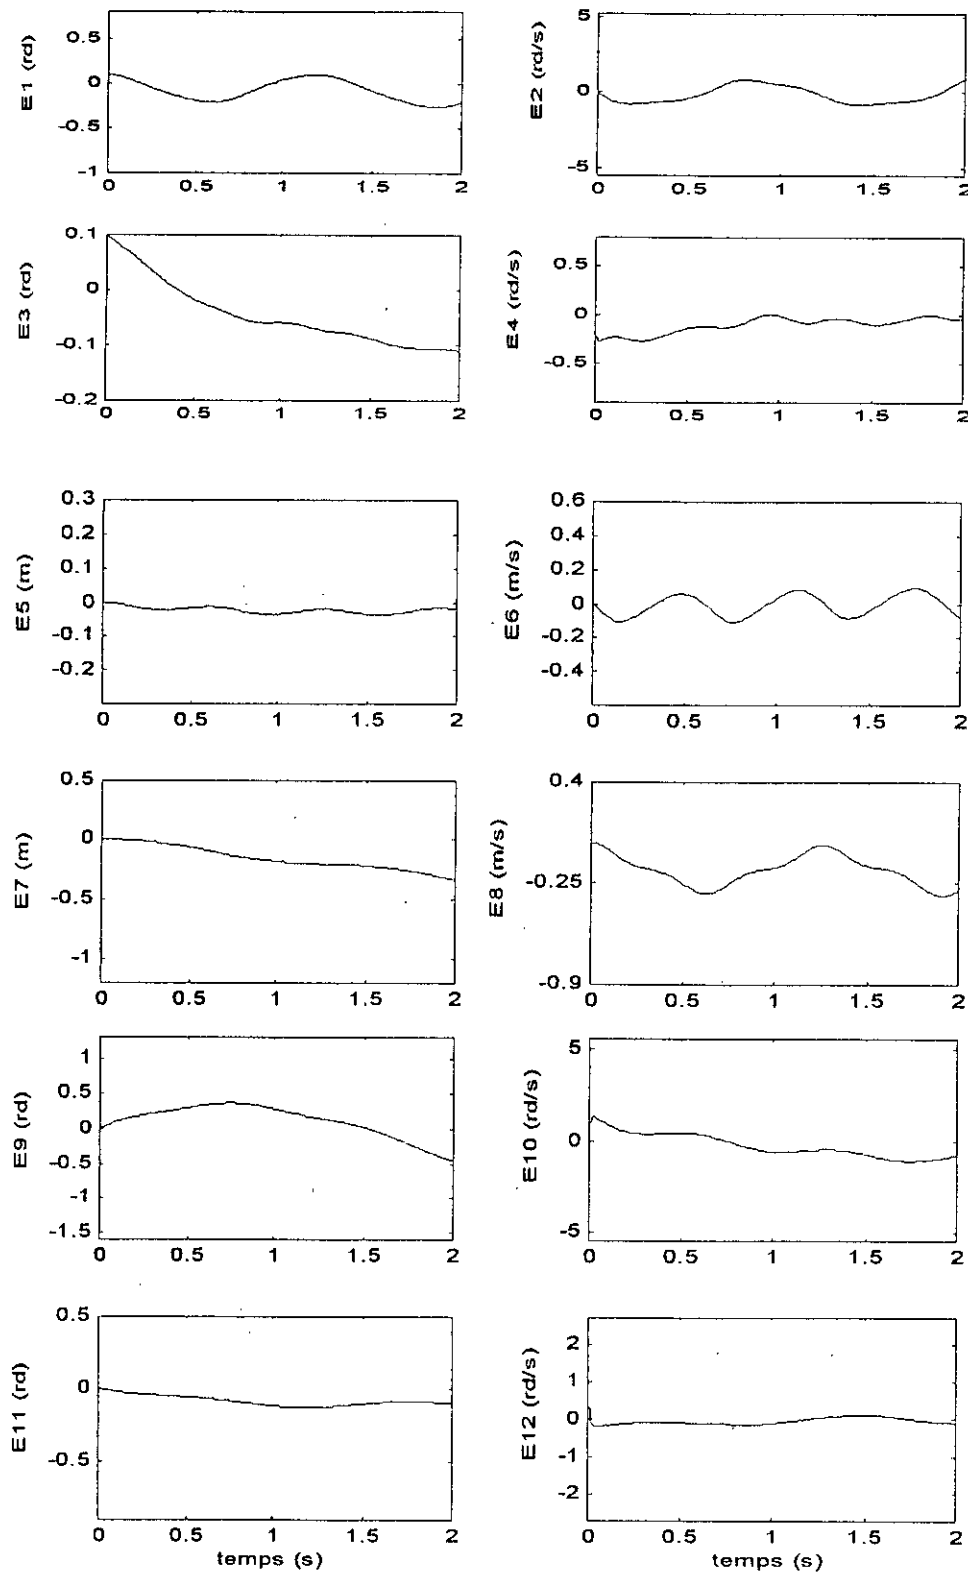 E1 (rd)
0.5
0
-0.5
-1
0 0.5 1 1.5 2
E2 (rd/s)
5
0
-5
0 0.5 1 1.5 2
E3 (rd)
0.1
0
-0.1
-0.2
0 0.5 1 1.5 2
E4 (rd/s)
0.5
0
-0.5
0 0.5 1 1.5 2
E5 (m)
0.3
0.2
0.1
0
-0.1
-0.2
0 0.5 1 1.5 2
E6 (m/s)
0.6
0.4
0.2
0
-0.2
-0.4
0 0.5 1 1.5 2
E7 (m)
0.5
0
-0.5
-1
0 0.5 1 1.5 2
E8 (m/s)
0.4
-0.25
-0.9
0 0.5 1 1.5 2
E9 (rd)
1
0.5
0
-0.5
-1
-1.5
0 0.5 1 1.5 2
E10 (rd/s)
5
0
-5
0 0.5 1 1.5 2
E11 (rd)
0.5
0
-0.5
0 0.5 1 1.5 2
temps (s)
E12 (rd/s)
2
1
0
-1
-2
0 0.5 1 1.5 2
temps (s)